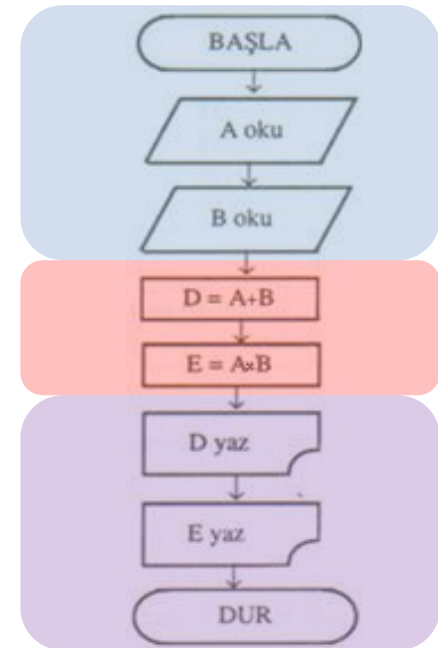 BAŞLA
A oku
B oku
D = A+B
E = A×B
D yaz
E yaz
DUR